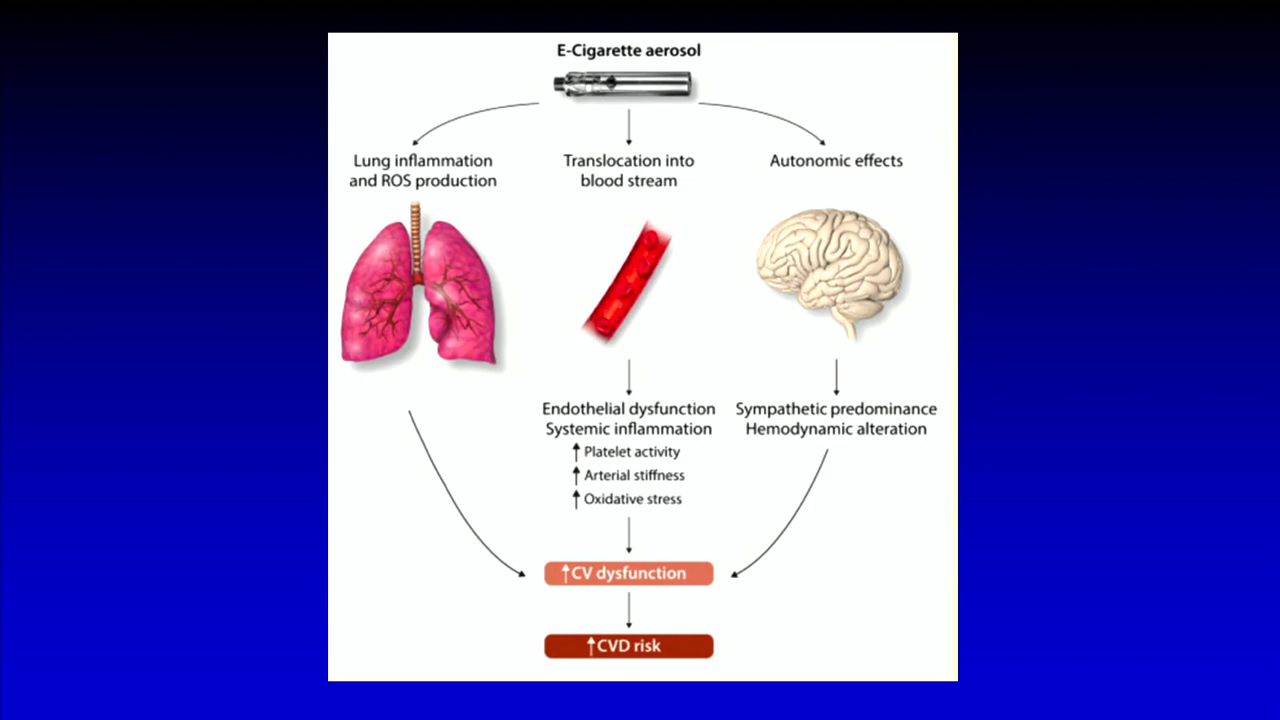 E-Cigarette aerosol
Lung inflammation
and ROS production
Translocation into
blood stream
Autonomic effects
Endothelial dysfunction
Systemic inflammation
↑ Platelet activity
↑ Arterial stiffness
↑ Oxidative stress
Sympathetic predominance
Hemodynamic alteration
↑CV dysfunction
↑CVD risk